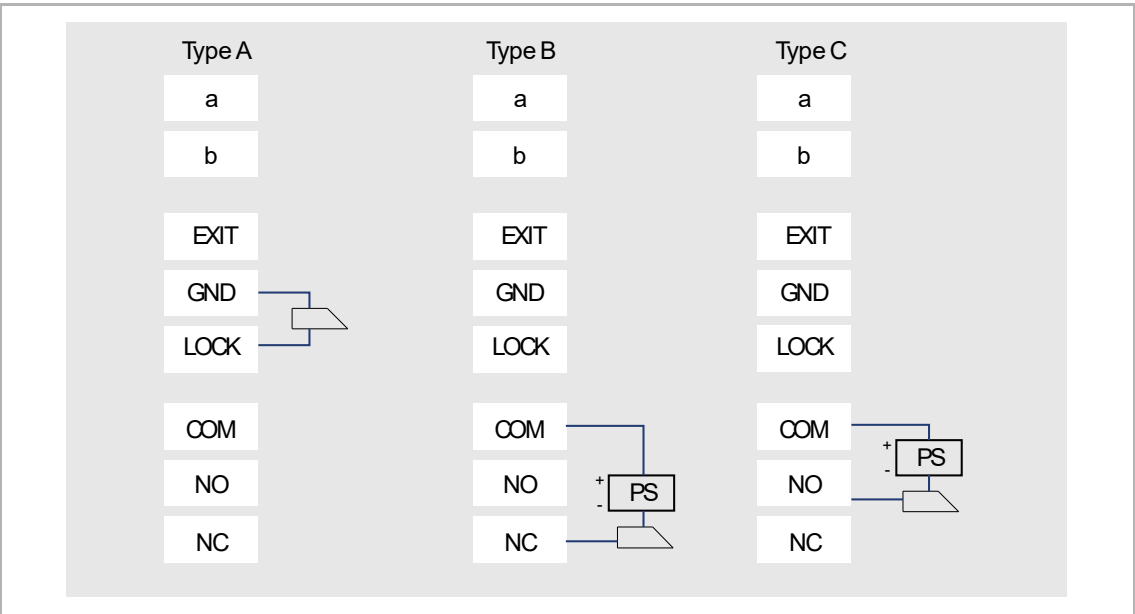 Type A
Type B
Type C
a
a
a
b
b
b
EXIT
EXIT
EXIT
GND
GND
GND
LOCK
LOCK
LOCK
COM
COM
COM
+
PS
-
NO
NO
NO
+
PS
-
NC
NC
NC